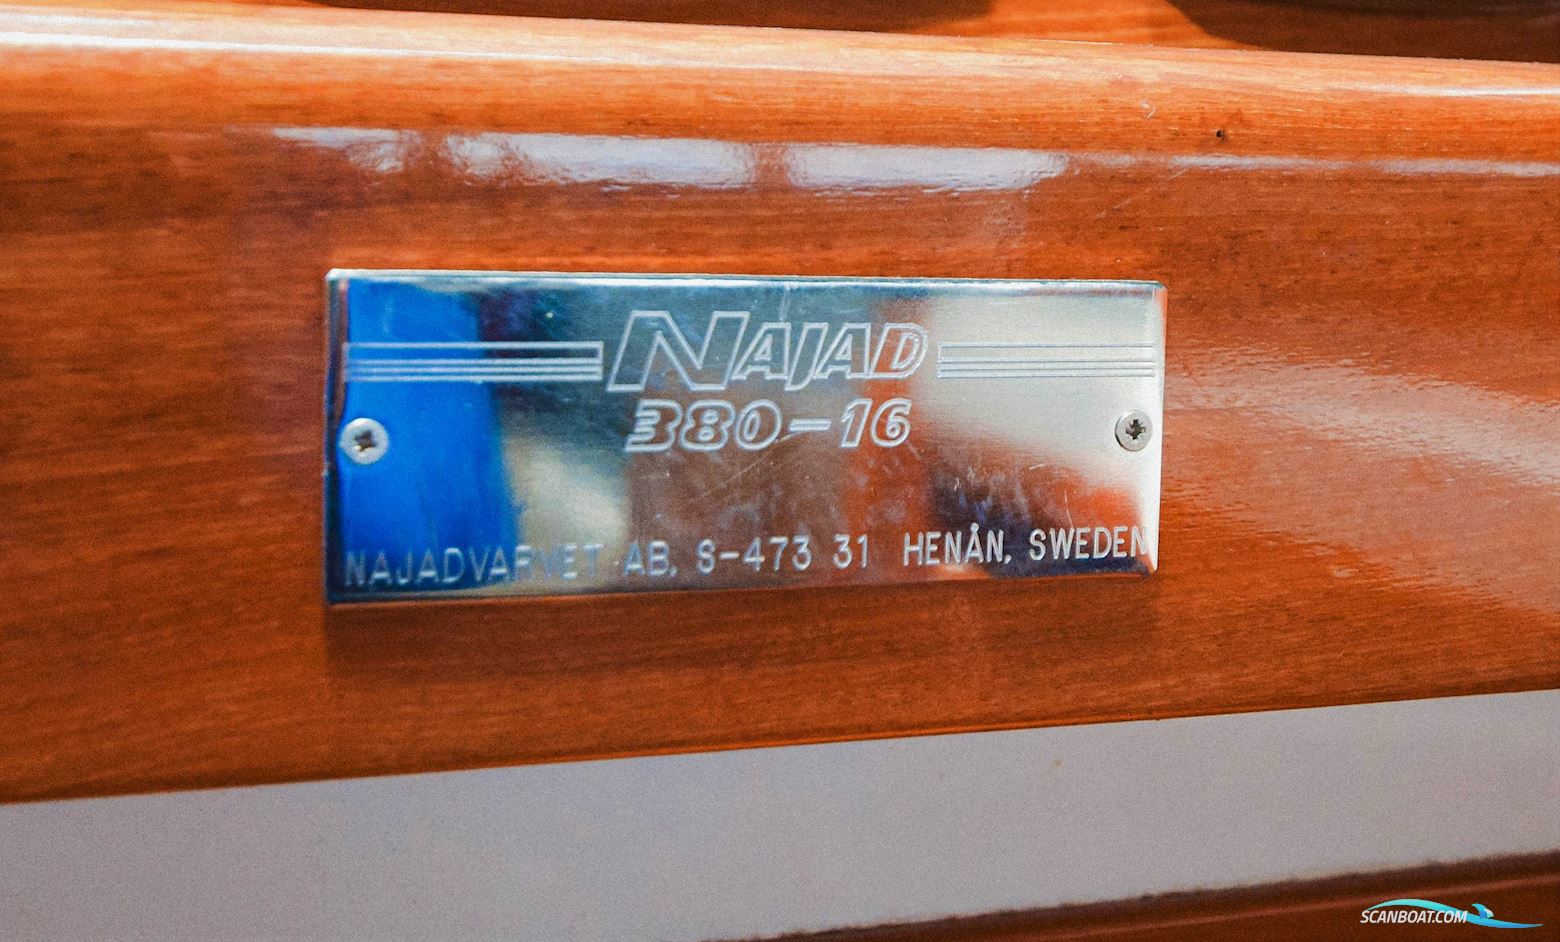 NAJAD
380-16
NAJADVARVET AB, S-473 31 HENÅN, SWEDEN
SCANBOAT.COM